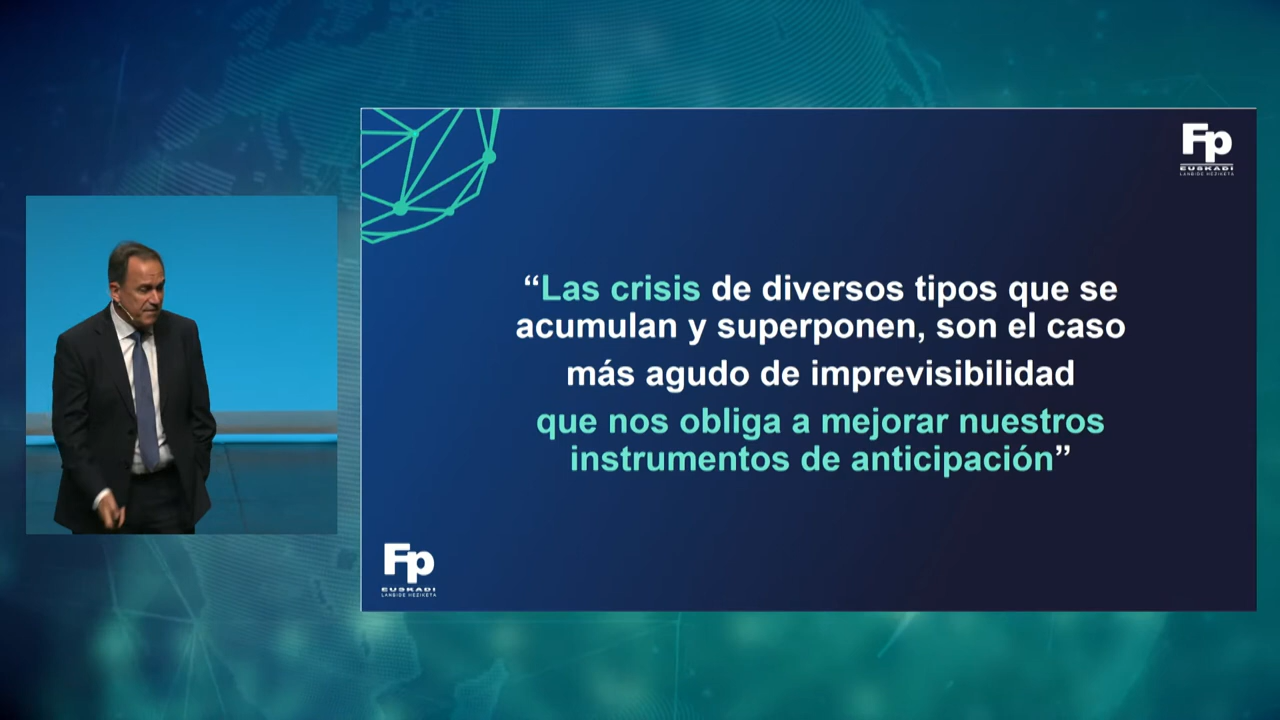 Fp
EUSKADI
LANBIDE HEZIKETA
“Las crisis de diversos tipos que se
acumulan y superponen, son el caso
más agudo de imprevisibilidad
que nos obliga a mejorar nuestros
instrumentos de anticipación”
Fp
EUSKADI
LANBIDE HEZIKETA